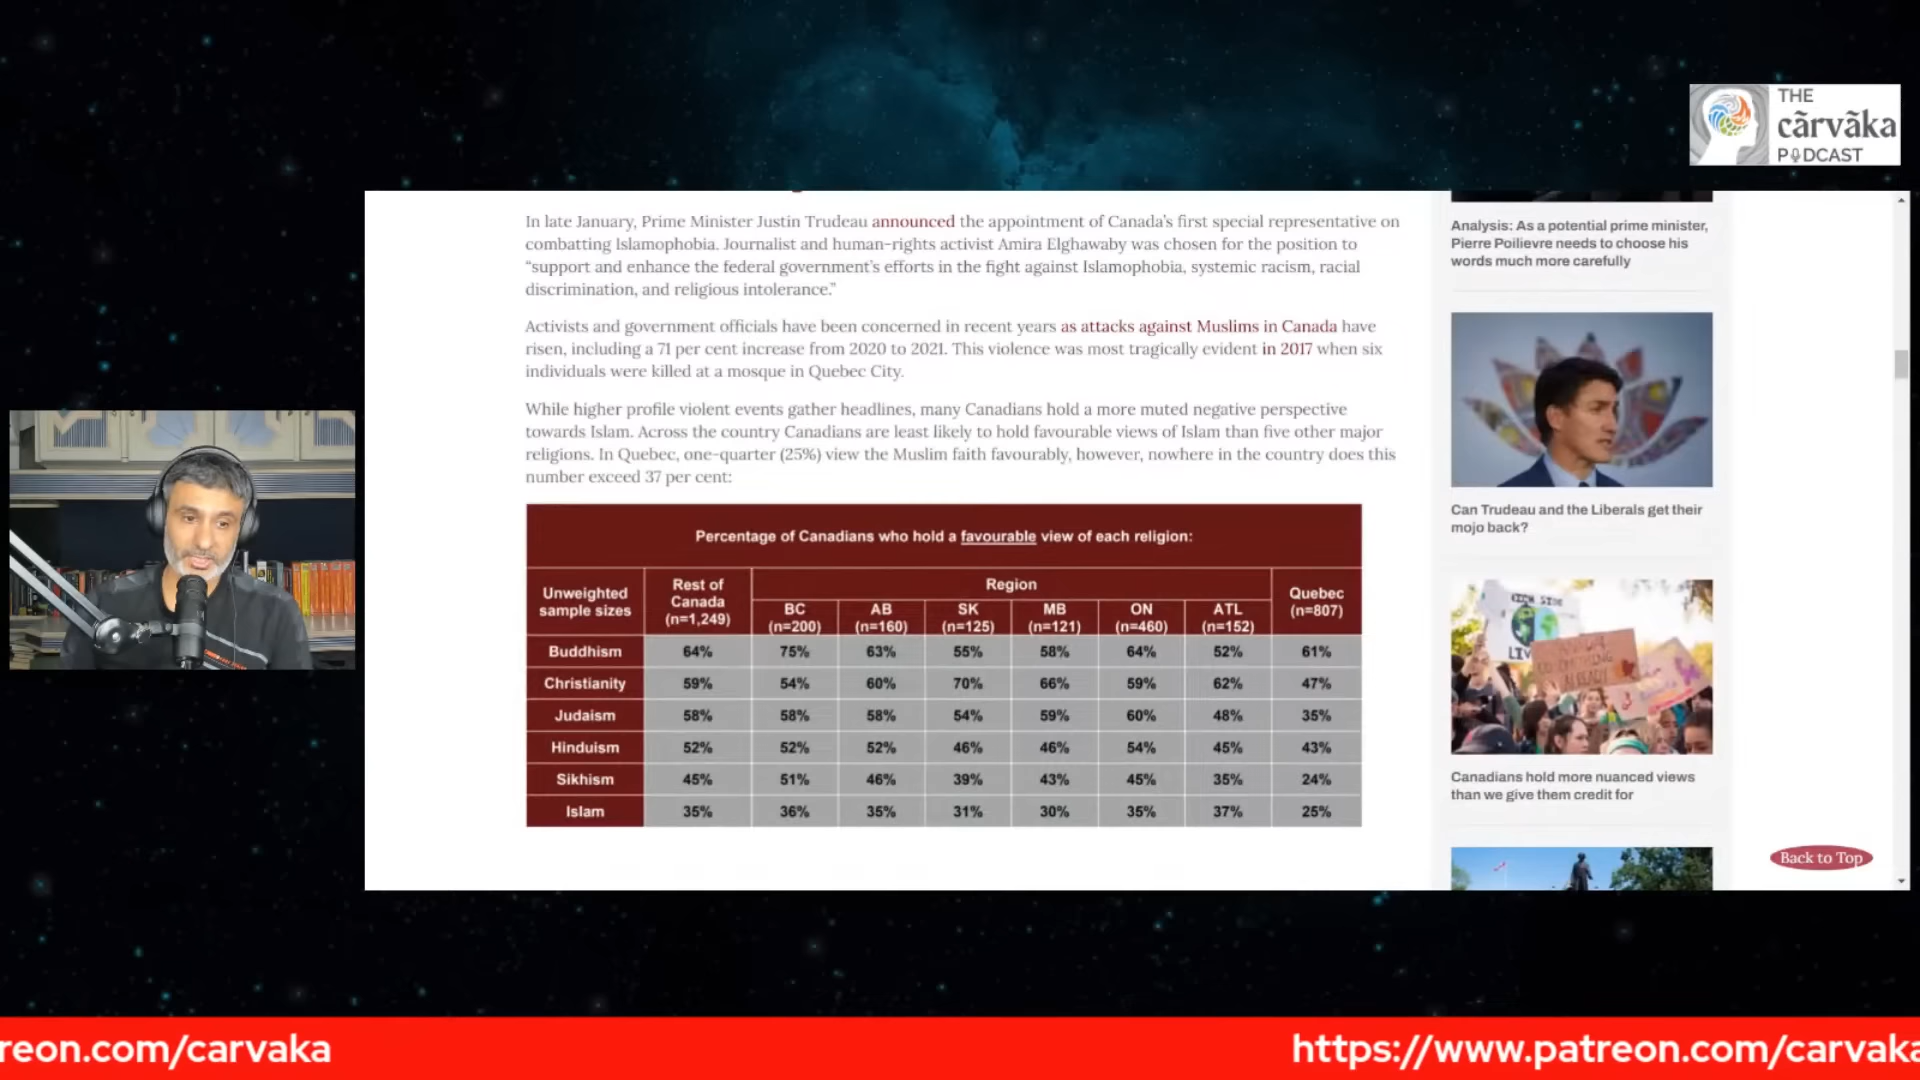 THE
cārvāka
PODCAST
In late January, Prime Minister Justin Trudeau announced the appointment of Canada's first special representative on
combatting Islamophobia. Journalist and human-rights activist Amira Elghawaby was chosen for the position to
“support and enhance the federal government's efforts in the fight against Islamophobia, systemic racism, racial
discrimination, and religious intolerance.”
Activists and government officials have been concerned in recent years as attacks against Muslims in Canada have
risen, including a 71 per cent increase from 2020 to 2021. This violence was most tragically evident in 2017 when six
individuals were killed at a mosque in Quebec City.
While higher profile violent events gather headlines, many Canadians hold a more muted negative perspective
towards Islam. Across the country Canadians are least likely to hold favourable views of Islam than five other major
religions. In Quebec, one-quarter (25%) view the Muslim faith favourably, however, nowhere in the country does this
number exceed 37 per cent:
Percentage of Canadians who hold a favourable view of each religion:
Unweighted sample sizes Rest of Canada (n=1,249) Region Quebec (n=807)
BC (n=200) AB (n=160) SK (n=125) MB (n=121) ON (n=460) ATL (n=152)
Buddhism 64% 75% 63% 55% 58% 64% 52% 61%
Christianity 59% 54% 60% 70% 66% 59% 62% 47%
Judaism 58% 58% 58% 54% 59% 60% 48% 35%
Hinduism 52% 52% 52% 46% 46% 54% 45% 43%
Sikhism 45% 51% 46% 39% 43% 45% 35% 24%
Islam 35% 36% 35% 31% 30% 35% 37% 25%
Analysis: As a potential prime minister,
Pierre Poilievre needs to choose his
words much more carefully
Can Trudeau and the Liberals get their
mojo back?
Canadians hold more nuanced views
than we give them credit for
Back to Top
reon.com/carvaka
https://www.patreon.com/carvaka